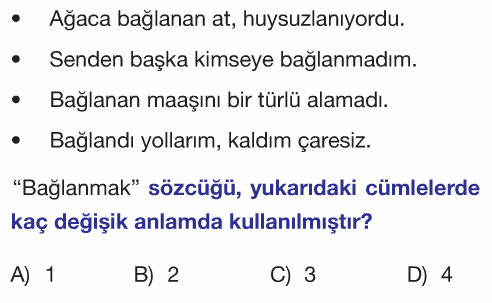 • Ağaca bağlanan at, huysuzlanıyordu.
• Senden başka kimseye bağlanmadım.
• Bağlanan maaşını bir türlü alamadı.
• Bağlandı yollarım, kaldım çaresiz.
“Bağlanmak” sözcüğü, yukarıdaki cümlelerde
kaç değişik anlamda kullanılmıştır?
A) 1 B) 2 C) 3 D) 4